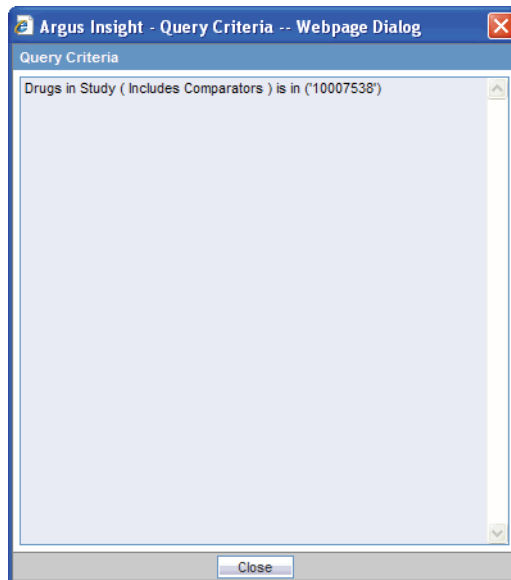 Argus Insight - Query Criteria -- Webpage Dialog
Query Criteria
Drugs in Study ( Includes Comparators ) is in ('10007538')
Close